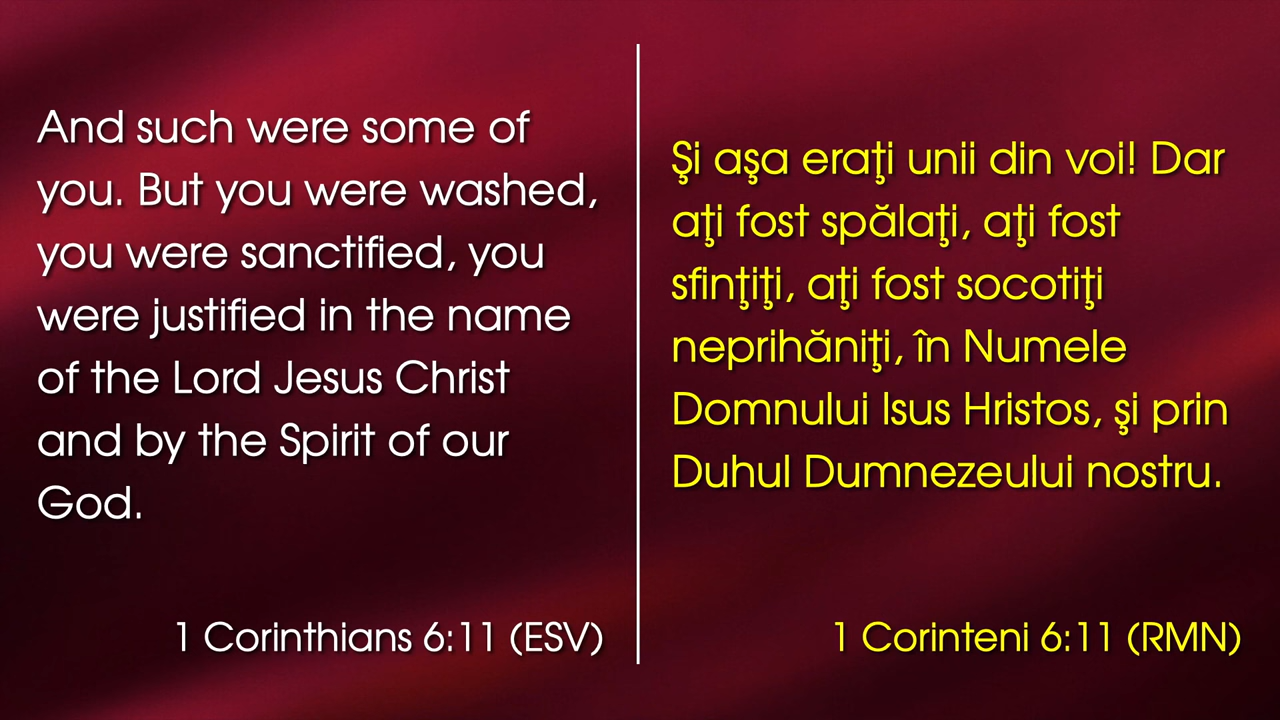 And such were some of
you. But you were washed,
you were sanctified, you
were justified in the name
of the Lord Jesus Christ
and by the Spirit of our
God.
1 Corinthians 6:11 (ESV)
Şi aşa eraţi unii din voi! Dar
aţi fost spălaţi, aţi fost
sfinţiţi, aţi fost socotiţi
neprihăniţi, în Numele
Domnului Isus Hristos, şi prin
Duhul Dumnezeului nostru.
1 Corinteni 6:11 (RMN)